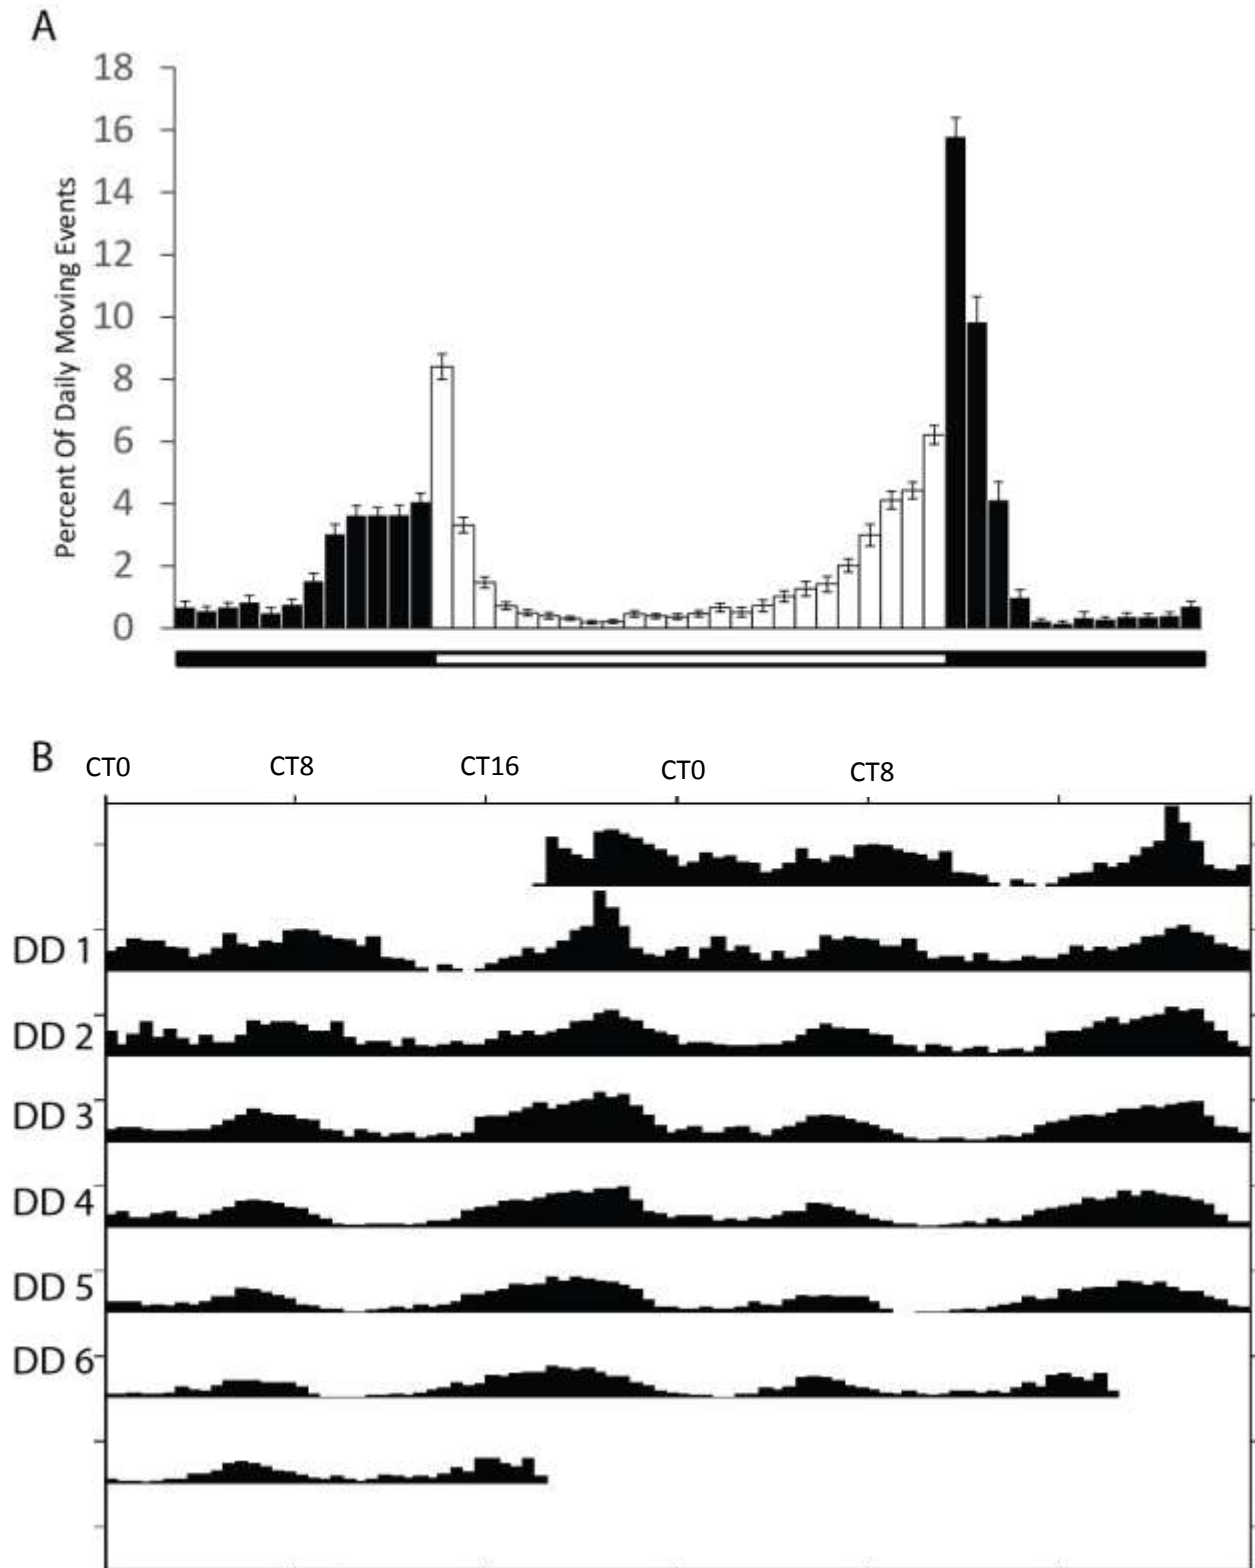 A
18
16
14
12
10
8
6
4
2
0
Percent Of Daily Moving Events
B
CT0 CT8 CT16 CT0 CT8
DD 1
DD 2
DD 3
DD 4
DD 5
DD 6